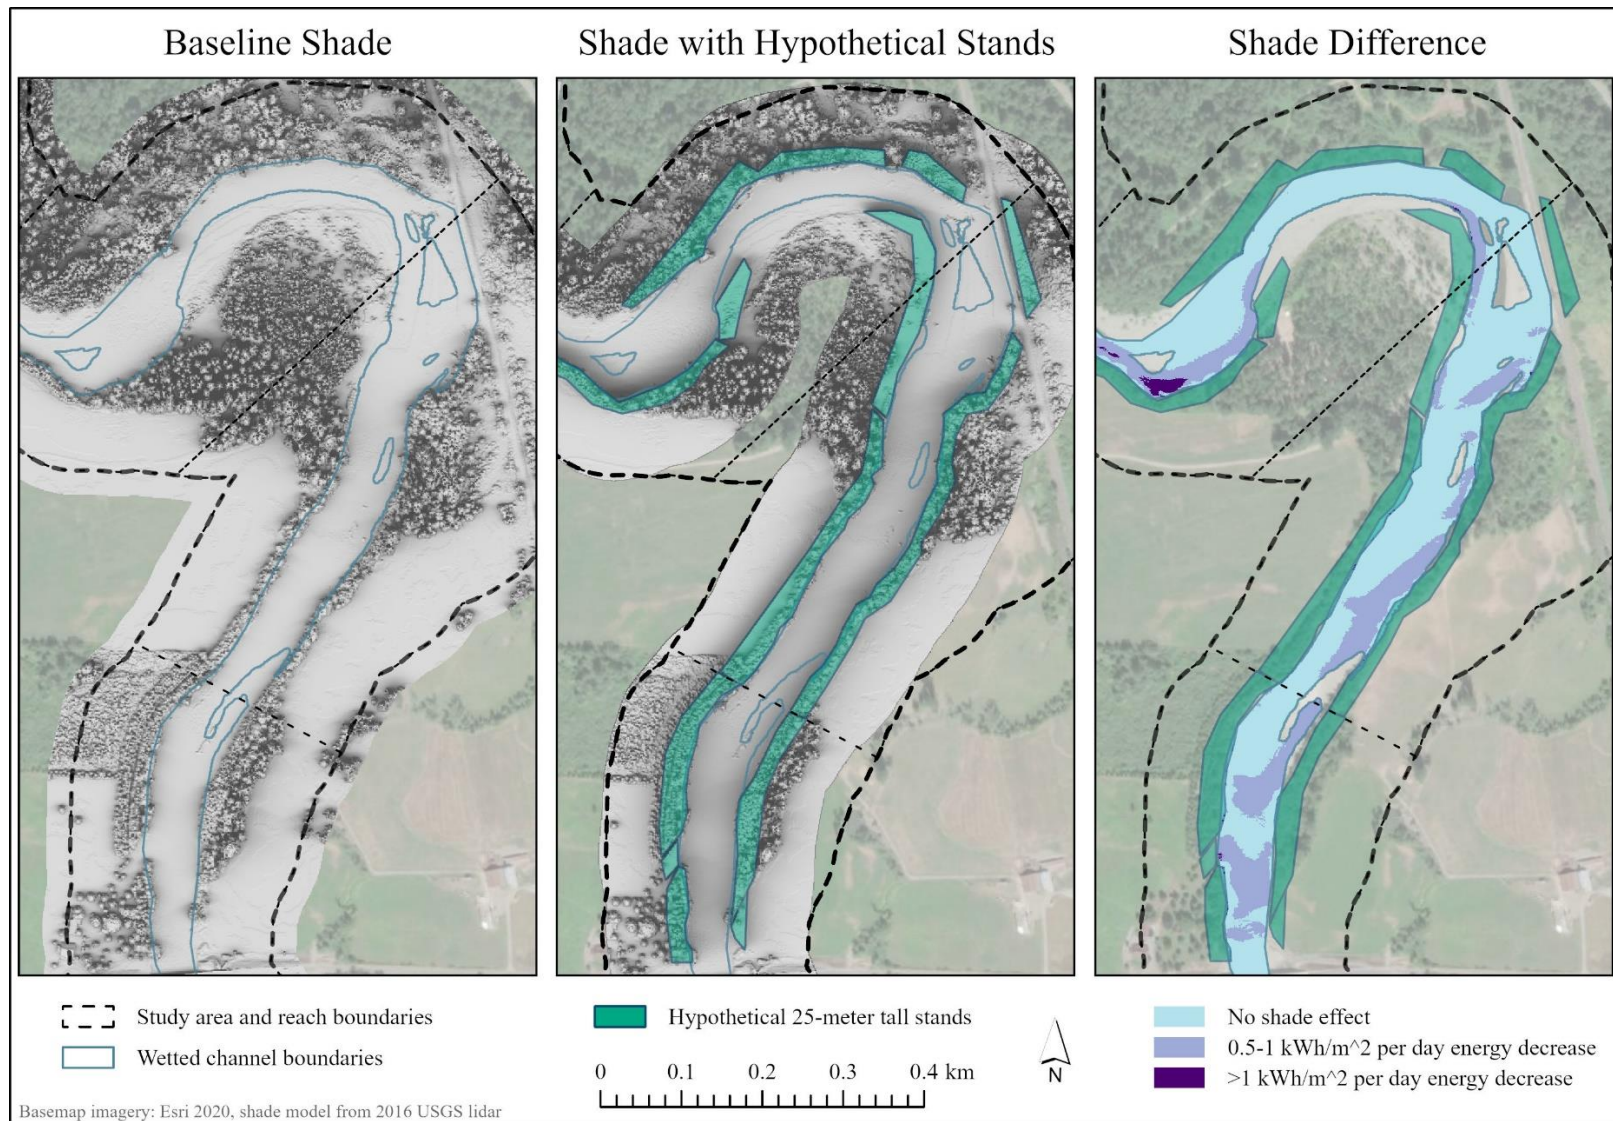 Baseline Shade
Shade with Hypothetical Stands
Shade Difference
Study area and reach boundaries
Wetted channel boundaries
Hypothetical 25-meter tall stands
0 0.1 0.2 0.3 0.4 km
N
No shade effect
0.5-1 kWh/m^2 per day energy decrease
>1 kWh/m^2 per day energy decrease
Basemap imagery: Esri 2020, shade model from 2016 USGS lidar